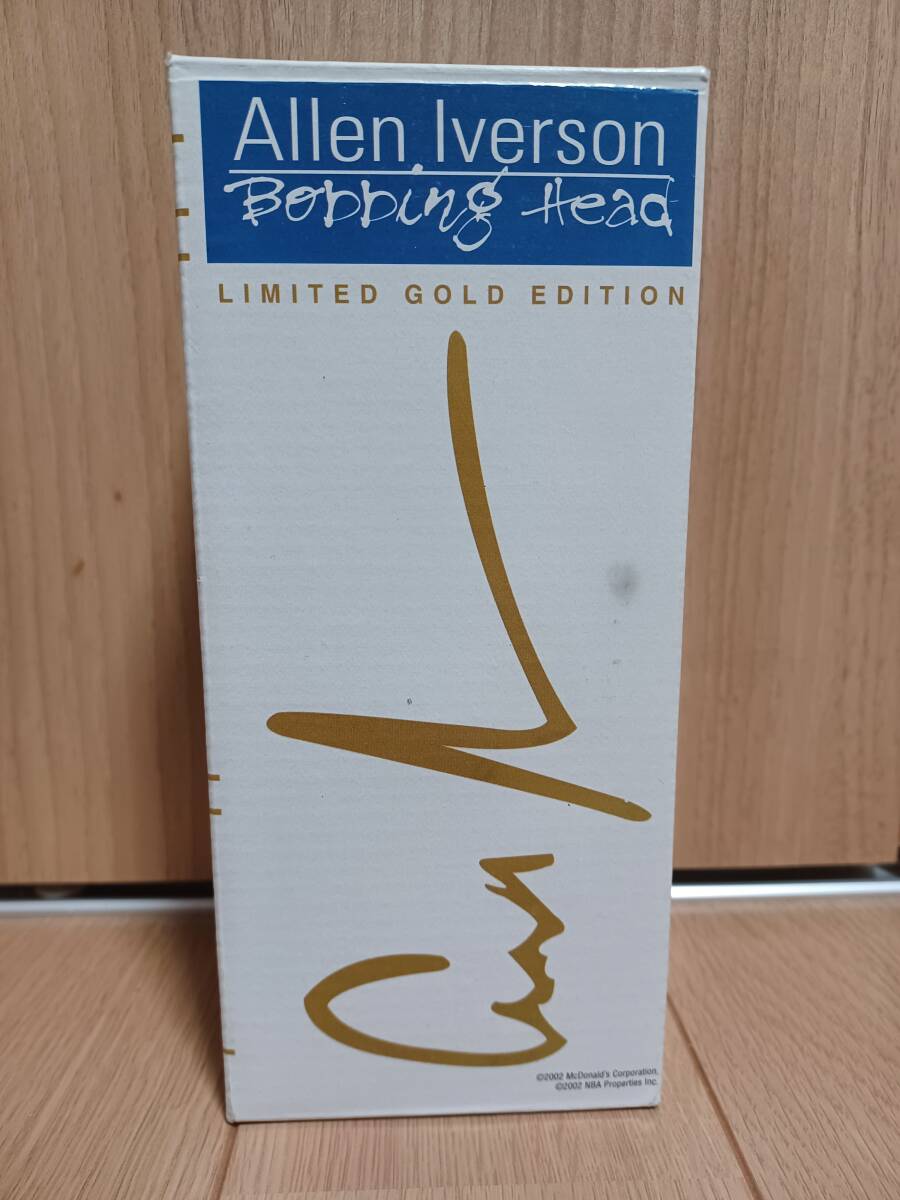 Allen Iverson
Bobbing Head
LIMITED GOLD EDITION
©2002 McDonald's Corporation.
©2002 NBA Properties Inc.